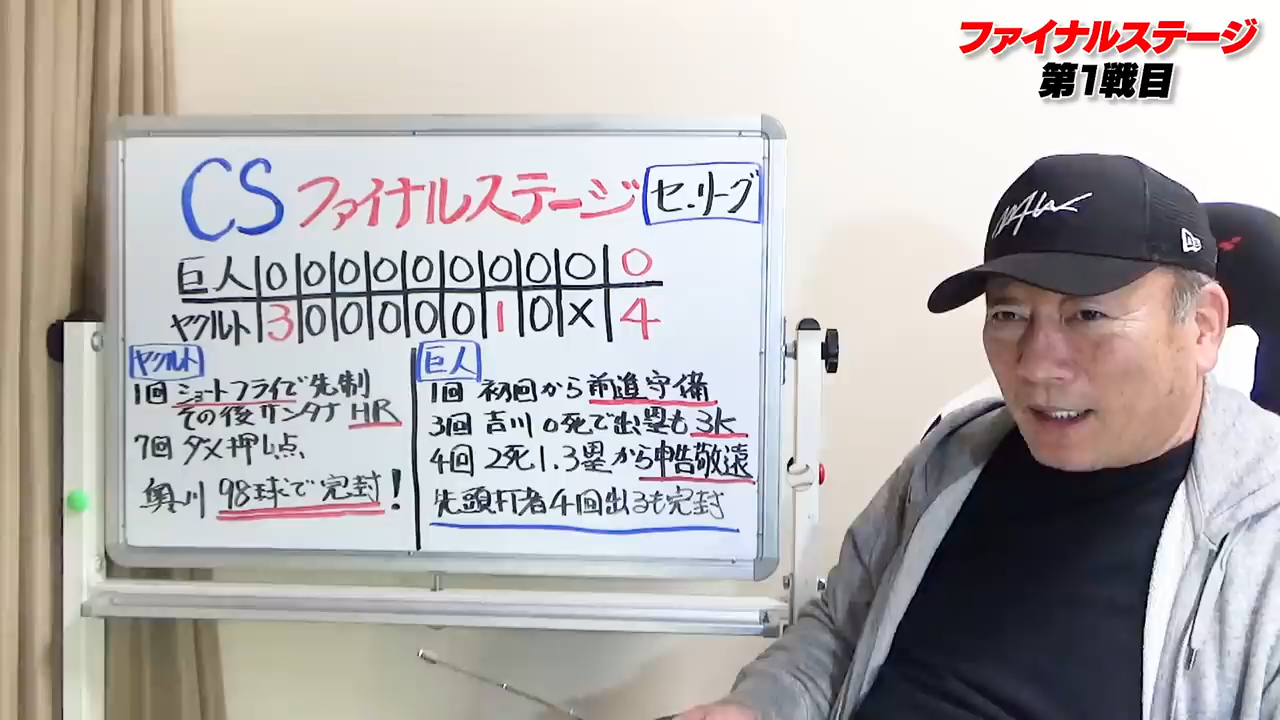 ファイナルステージ
第1戦目
CS ファイナルステージ セ.リーグ
巨人 0 0 0 0 0 0 0 0 0 0
ヤクルト 3 0 0 0 0 0 1 0 X 4
ヤクルト
1回 ショートフライで先制
その後サンタナ HR
7回 ダメ押し点
奥川 98球で完封!
巨人
1回 初回から前進守備
3回 吉川 0死で出塁も3K
4回 2死1.3塁から申告敬遠
先頭打者4回出るも完封